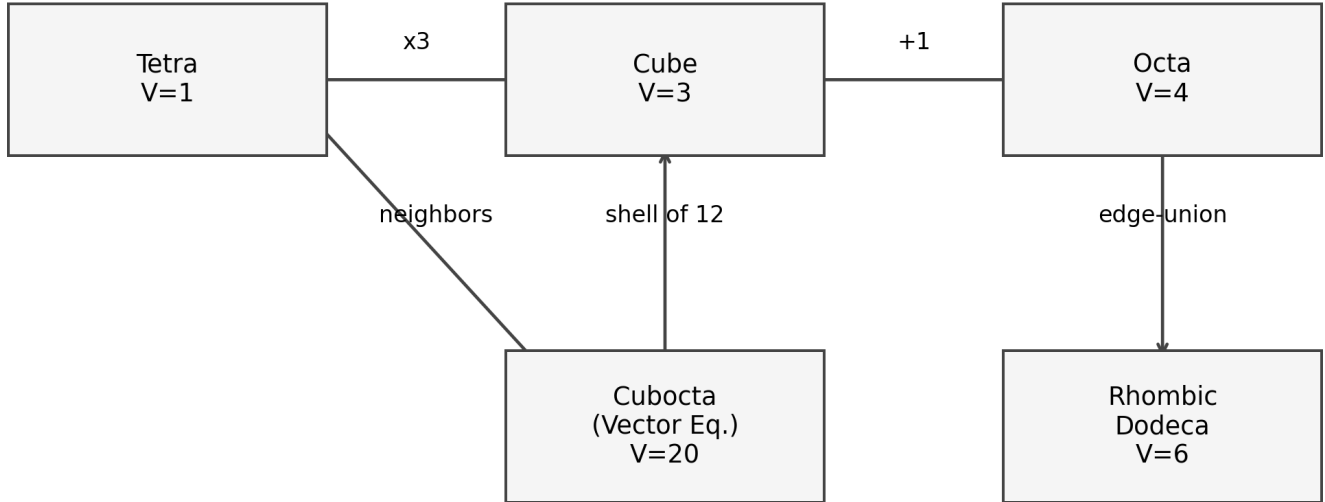 Tetra
V=1
x3
Cube
V=3
+1
Octa
V=4
neighbors
shell of 12
edge-union
Cubocta
(Vector Eq.)
V=20
Rhombic
Dodeca
V=6